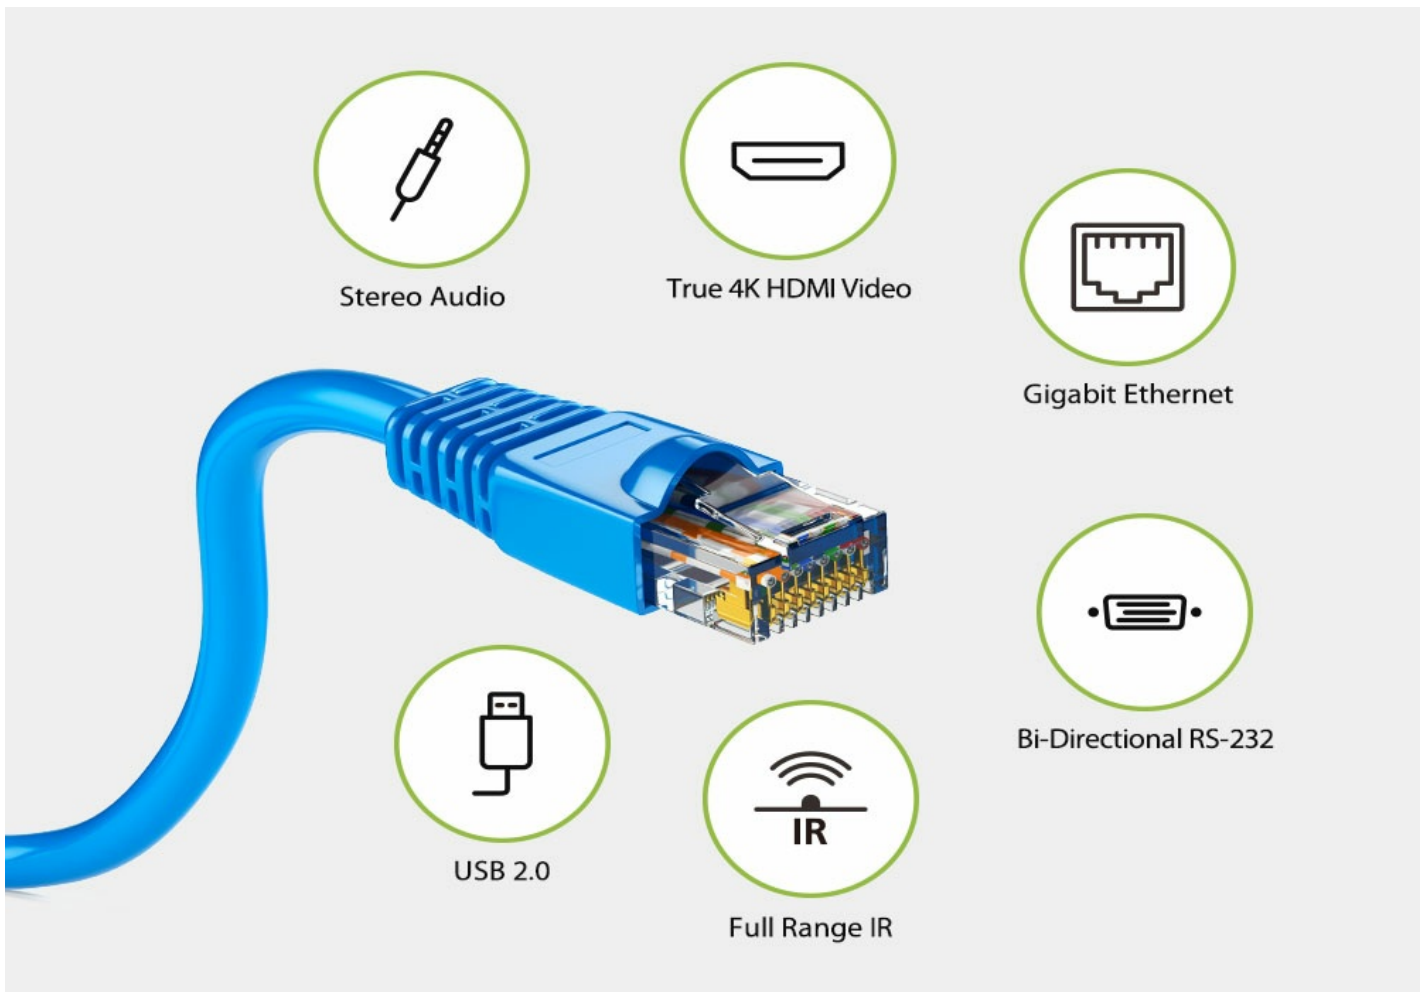 Stereo Audio
True 4K HDMI Video
Gigabit Ethernet
Bi-Directional RS-232
USB 2.0
IR
Full Range IR